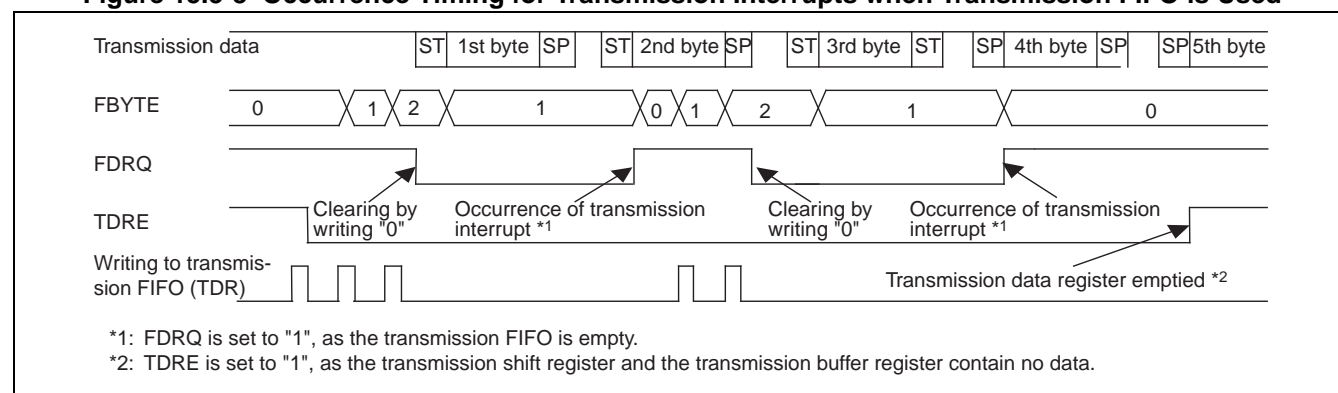 Figure Occurrence Timing for Transmission Interrupts when Transmission FIFO is Used
Transmission data ST 1st byte SP ST 2nd byte SP ST 3rd byte ST SP 4th byte SP SP 5th byte
FBYTE 0 1 2 1 0 1 2 1 0
FDRQ
TDRE
Clearing by
writing "0"
Occurrence of transmission
interrupt *1
Clearing by
writing "0"
Occurrence of transmission
interrupt *1
Writing to transmis-
sion FIFO (TDR)
Transmission data register emptied *2
*1: FDRQ is set to "1", as the transmission FIFO is empty.
*2: TDRE is set to "1", as the transmission shift register and the transmission buffer register contain no data.